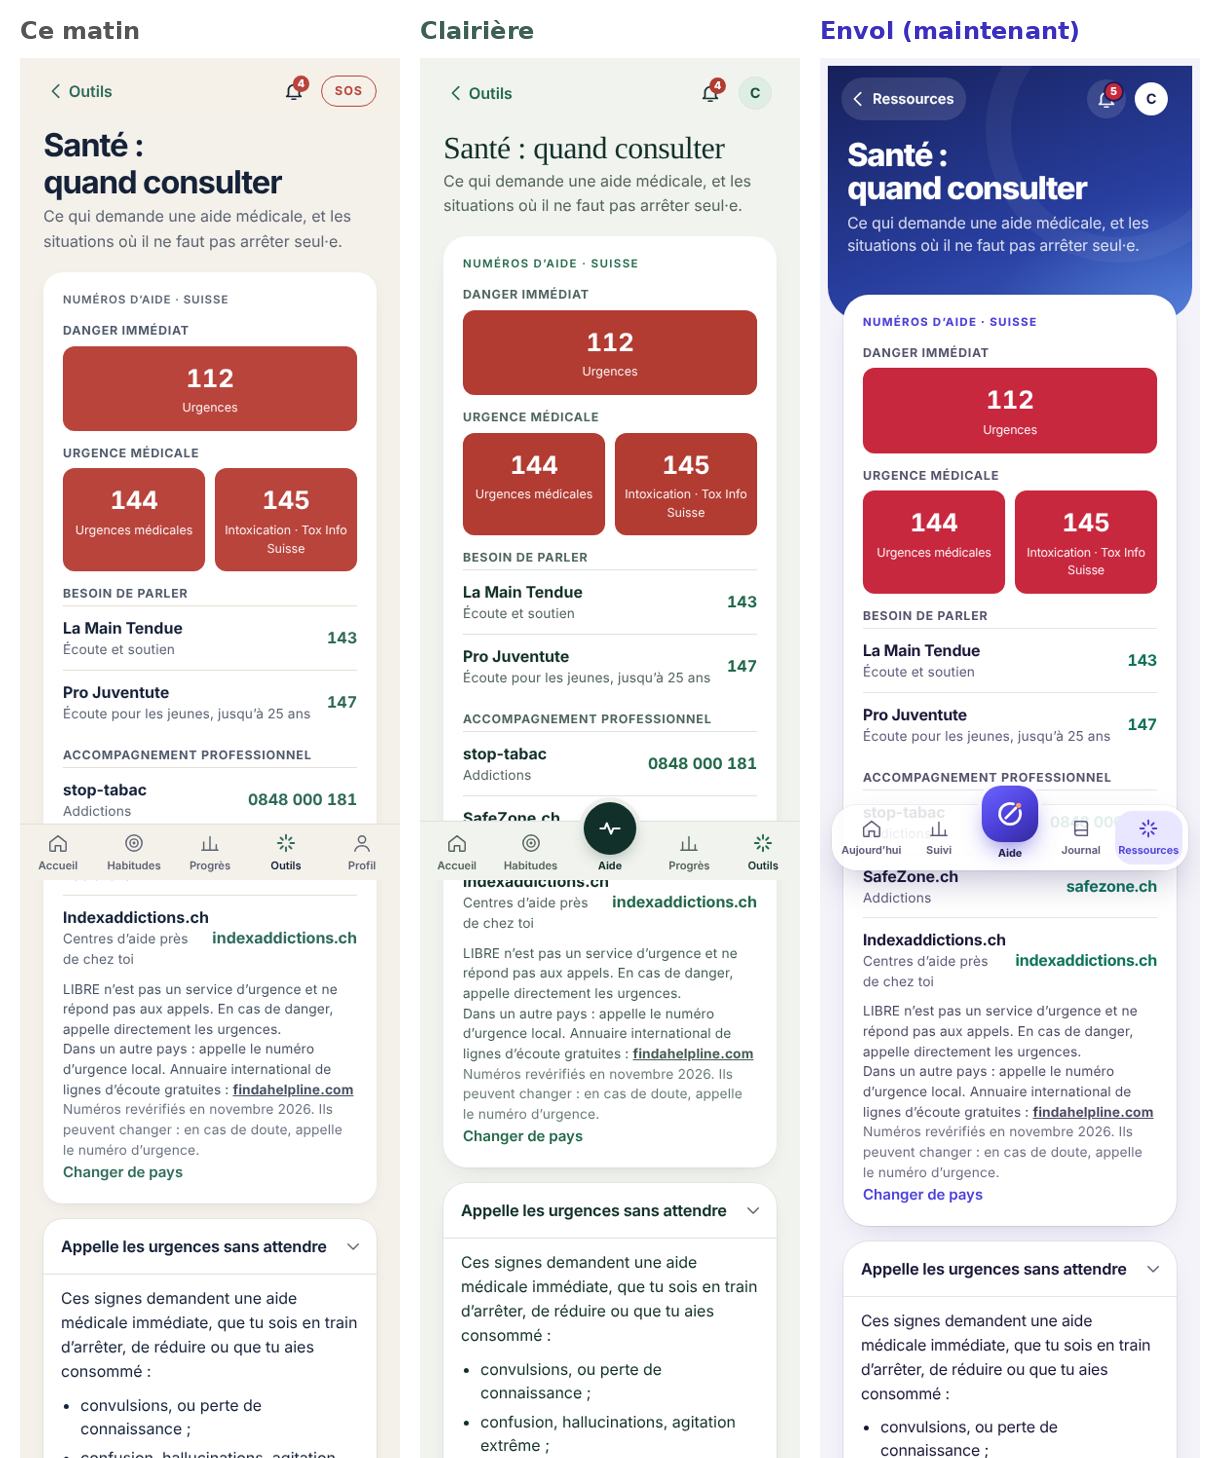 Ce matin
Outils
4
SOS
Santé :
quand consulter
Ce qui demande une aide médicale, et les
situations où il ne faut pas arrêter seul·e.
NUMÉROS D’AIDE · SUISSE
DANGER IMMÉDIAT
112
Urgences
URGENCE MÉDICALE
144
Urgences médicales
145
Intoxication · Tox Info
Suisse
BESOIN DE PARLER
La Main Tendue
Écoute et soutien
143
Pro Juventute
Écoute pour les jeunes, jusqu’à 25 ans
147
ACCOMPAGNEMENT PROFESSIONNEL
stop-tabac
Addictions
0848 000 181
Accueil
Habitudes
Progrès
Outils
Profil
Indexaddictions.ch
Centres d’aide près
de chez toi
indexaddictions.ch
LIBRE n’est pas un service d’urgence et ne
répond pas aux appels. En cas de danger,
appelle directement les urgences.
Dans un autre pays : appelle le numéro
d’urgence local. Annuaire international de
lignes d’écoute gratuites : findahelpline.com
Numéros revérifiés en novembre 2026. Ils
peuvent changer : en cas de doute, appelle
le numéro d’urgence.
Changer de pays
Appelle les urgences sans attendre
Ces signes demandent une aide
médicale immédiate, que tu sois en train
d’arrêter, de réduire ou que tu aies
consommé :
• convulsions, ou perte de
connaissance ;
• confusion, hallucinations, agitation
Clairière
Outils
4
C
Santé : quand consulter
Ce qui demande une aide médicale, et les
situations où il ne faut pas arrêter seul·e.
NUMÉROS D’AIDE · SUISSE
DANGER IMMÉDIAT
112
Urgences
URGENCE MÉDICALE
144
Urgences médicales
145
Intoxication · Tox Info
Suisse
BESOIN DE PARLER
La Main Tendue
Écoute et soutien
143
Pro Juventute
Écoute pour les jeunes, jusqu’à 25 ans
147
ACCOMPAGNEMENT PROFESSIONNEL
stop-tabac
Addictions
0848 000 181
SafeZone.ch
Accueil
Habitudes
Aide
Progrès
Outils
Indexaddictions.ch
Centres d’aide près
de chez toi
indexaddictions.ch
LIBRE n’est pas un service d’urgence et ne
répond pas aux appels. En cas de danger,
appelle directement les urgences.
Dans un autre pays : appelle le numéro
d’urgence local. Annuaire international de
lignes d’écoute gratuites : findahelpline.com
Numéros revérifiés en novembre 2026. Ils
peuvent changer : en cas de doute, appelle
le numéro d’urgence.
Changer de pays
Appelle les urgences sans attendre
Ces signes demandent une aide
médicale immédiate, que tu sois en train
d’arrêter, de réduire ou que tu aies
consommé :
• convulsions, ou perte de
connaissance ;
• confusion, hallucinations, agitation
extrême ;
Envol (maintenant)
Ressources
5
C
Santé :
quand consulter
Ce qui demande une aide médicale, et les
situations où il ne faut pas arrêter seul·e.
NUMÉROS D’AIDE · SUISSE
DANGER IMMÉDIAT
112
Urgences
URGENCE MÉDICALE
144
Urgences médicales
145
Intoxication · Tox Info
Suisse
BESOIN DE PARLER
La Main Tendue
Écoute et soutien
143
Pro Juventute
Écoute pour les jeunes, jusqu’à 25 ans
147
ACCOMPAGNEMENT PROFESSIONNEL
stop-tabac
Addictions
0848 000
Aujourd’hui
Suivi
Aide
Journal
Ressources
SafeZone.ch
Addictions
safezone.ch
Indexaddictions.ch
Centres d’aide près
de chez toi
indexaddictions.ch
LIBRE n’est pas un service d’urgence et ne
répond pas aux appels. En cas de danger,
appelle directement les urgences.
Dans un autre pays : appelle le numéro
d’urgence local. Annuaire international de
lignes d’écoute gratuites : findahelpline.com
Numéros revérifiés en novembre 2026. Ils
peuvent changer : en cas de doute, appelle
le numéro d’urgence.
Changer de pays
Appelle les urgences sans attendre
Ces signes demandent une aide
médicale immédiate, que tu sois en train
d’arrêter, de réduire ou que tu aies
consommé :
• convulsions, ou perte de
connaissance ;